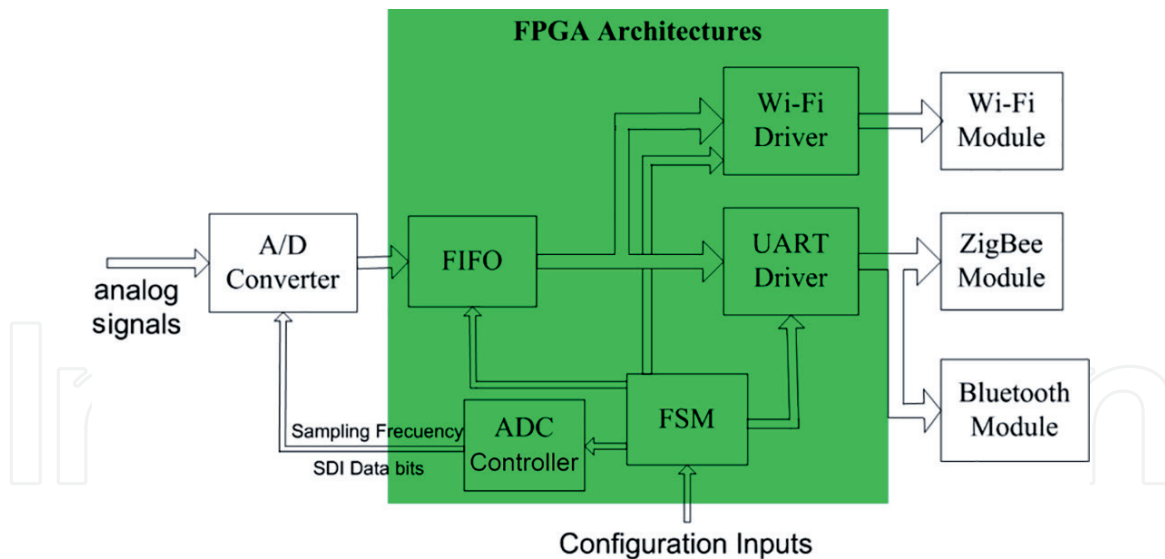 FPGA Architectures
Wi-Fi
Driver
Wi-Fi
Module
A/D
Converter
FIFO
UART
Driver
ZigBee
Module
analog
signals
FSM
Bluetooth
Module
ADC
Controller
Sampling Frecuency
SDI Data bits
Configuration Inputs